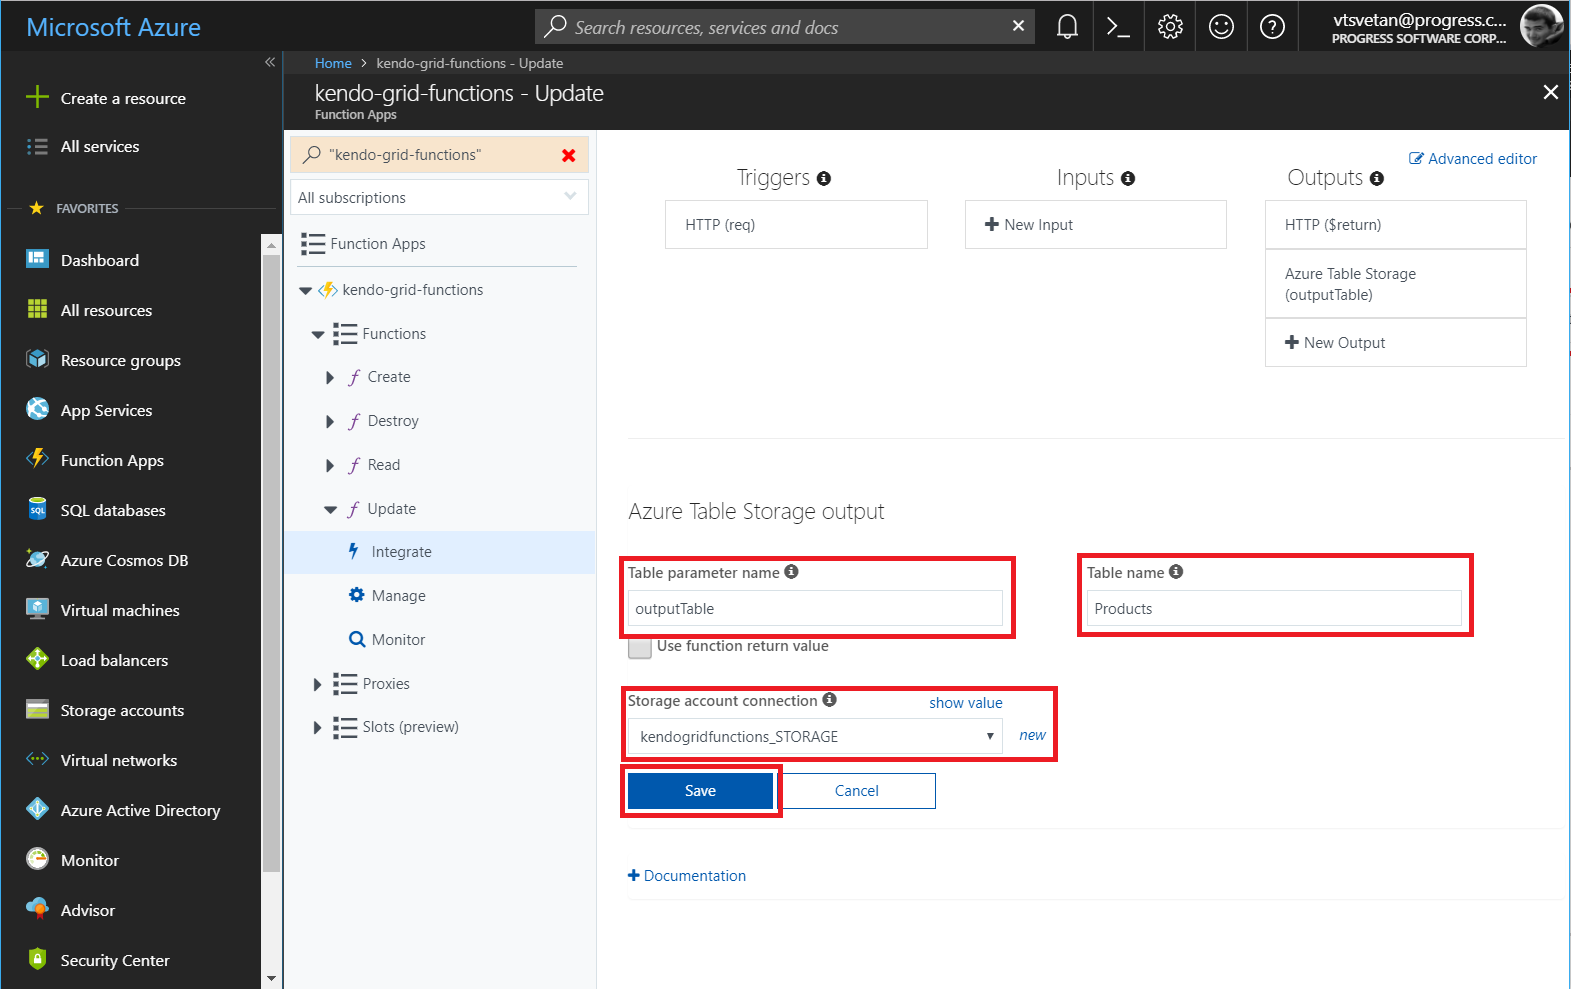 Microsoft Azure
Search resources, services and docs
vtsvetan@progress.c...
PROGRESS SOFTWARE CORP...
Create a resource
All services
FAVORITES
Dashboard
All resources
Resource groups
App Services
Function Apps
SQL databases
Azure Cosmos DB
Virtual machines
Load balancers
Storage accounts
Virtual networks
Azure Active Directory
Monitor
Advisor
Security Center
Home > kendo-grid-functions - Update
kendo-grid-functions - Update
Function Apps
"kendo-grid-functions"
All subscriptions
Function Apps
kendo-grid-functions
Functions
Create
Destroy
Read
Update
Integrate
Manage
Monitor
Proxies
Slots (preview)
Advanced editor
Triggers
HTTP (req)
Inputs
New Input
Outputs
HTTP ($return)
Azure Table Storage
(outputTable)
New Output
Azure Table Storage output
Table parameter name
outputTable
Use function return value
Table name
Products
Storage account connection
show value
kendogridfunctions_STORAGE
new
Save
Cancel
Documentation